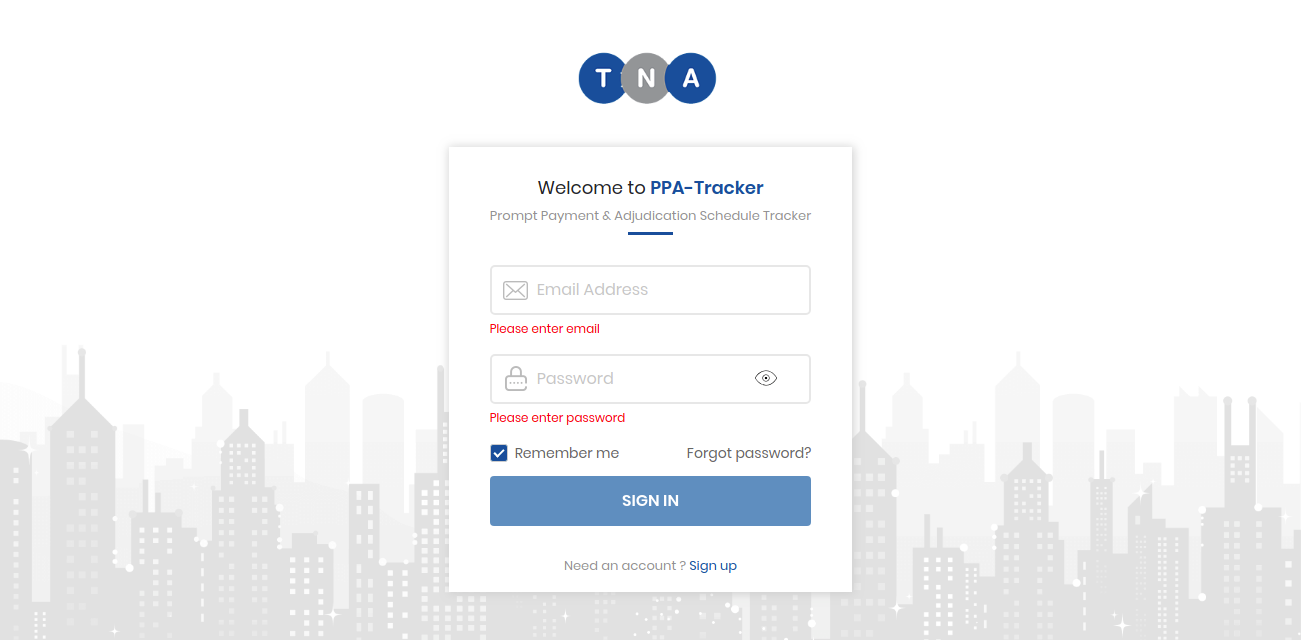 T N A
Welcome to PPA-Tracker
Prompt Payment & Adjudication Schedule Tracker
Email Address
Please enter email
Password
Please enter password
Remember me Forgot password?
SIGN IN
Need an account ? Sign up